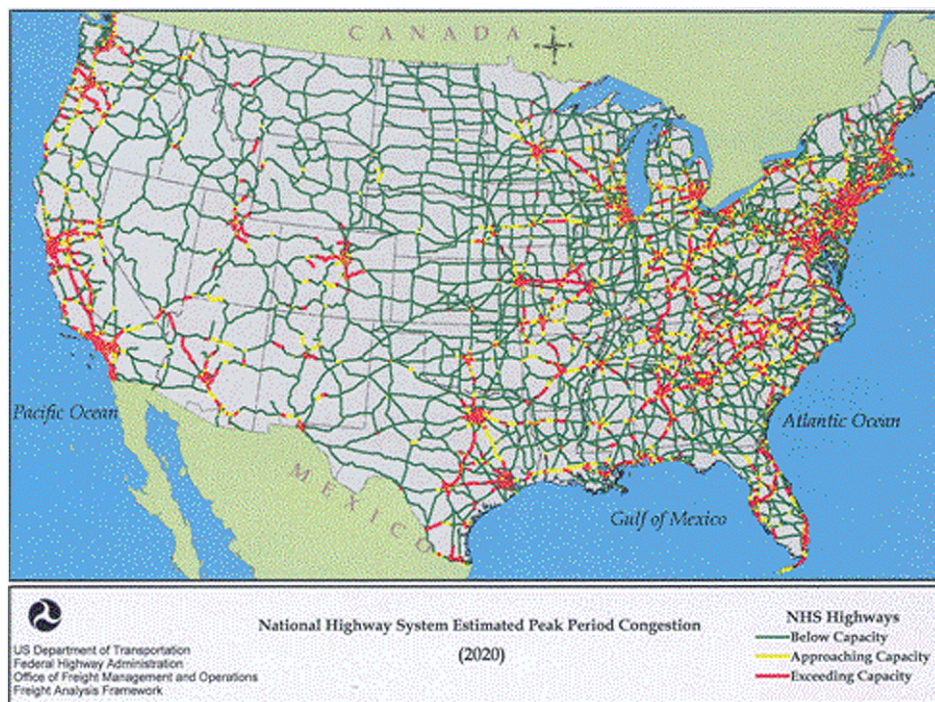 CANADA
Pacific Ocean
Atlantic Ocean
MEXICO
Gulf of Mexico
US Department of Transportation
Federal Highway Administration
Office of Freight Management and Operations
Freight Analysis Framework
National Highway System Estimated Peak Period Congestion
(2020)
NHS Highways
Below Capacity
Approaching Capacity
Exceeding Capacity